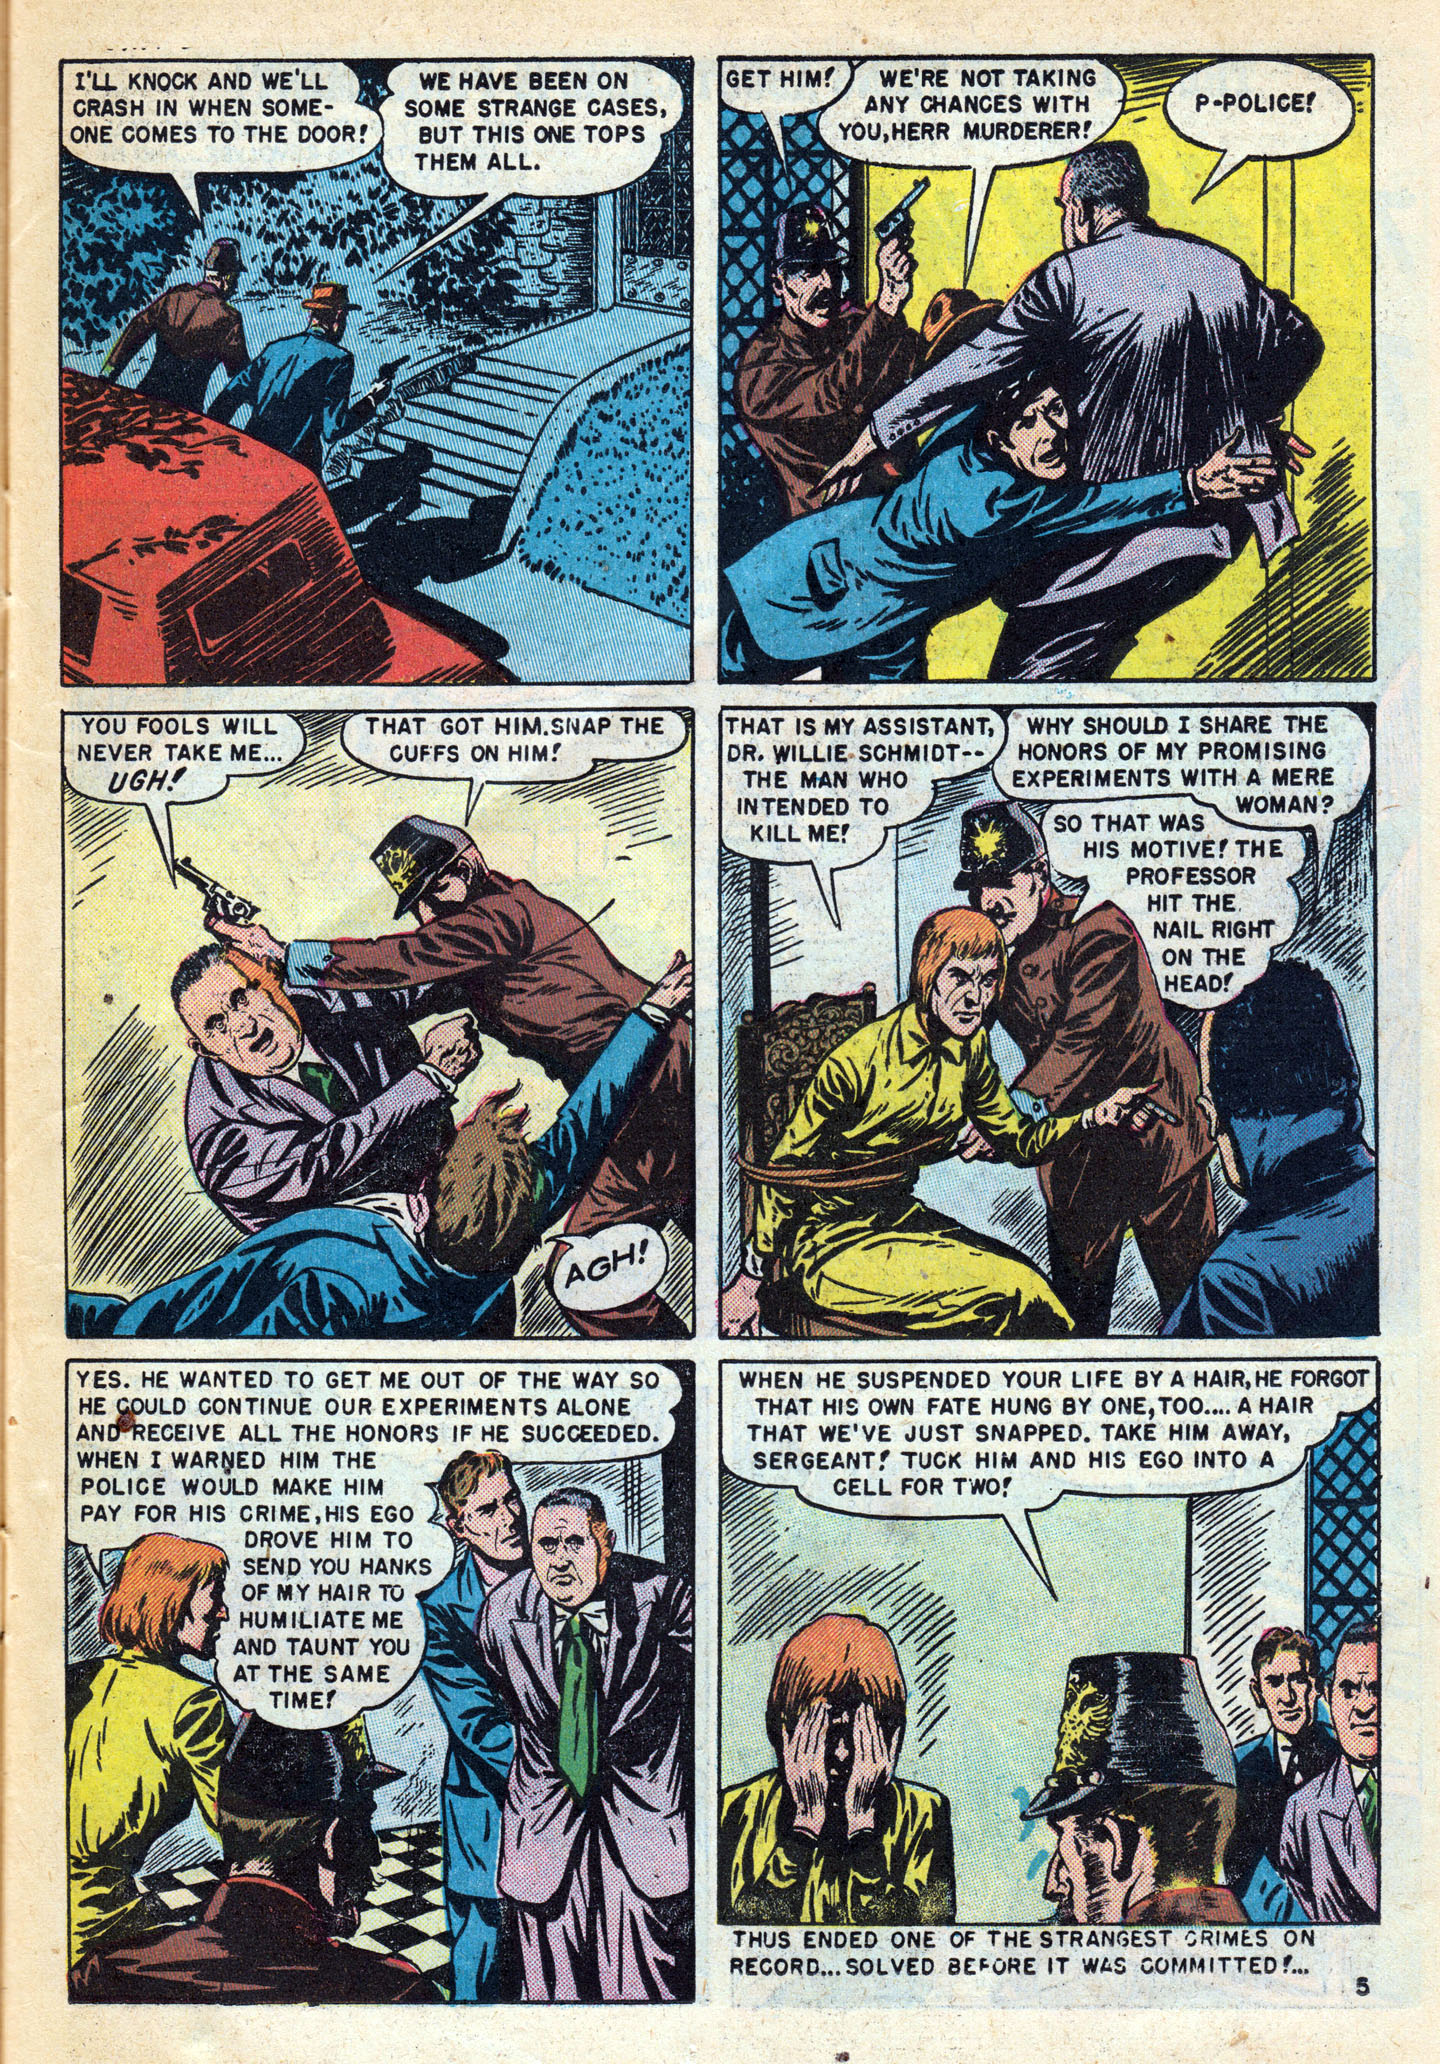 I'LL KNOCK AND WE'LL
CRASH IN WHEN SOME-
ONE COMES TO THE DOOR!
WE HAVE BEEN ON
SOME STRANGE CASES,
BUT THIS ONE TOPS
THEM ALL.
GET HIM!
WE'RE NOT TAKING
ANY CHANCES WITH
YOU, HERR MURDERER!
P-POLICE!
YOU FOOLS WILL
NEVER TAKE ME...
UGH!
THAT GOT HIM. SNAP THE
CUFFS ON HIM!
AGH!
THAT IS MY ASSISTANT,
DR. WILLIE SCHMIDT--
THE MAN WHO
INTENDED TO
KILL ME!
WHY SHOULD I SHARE THE
HONORS OF MY PROMISING
EXPERIMENTS WITH A MERE
WOMAN?
SO THAT WAS
HIS MOTIVE! THE
PROFESSOR
HIT THE
NAIL RIGHT
ON THE
HEAD!
YES. HE WANTED TO GET ME OUT OF THE WAY SO
HE COULD CONTINUE OUR EXPERIMENTS ALONE
AND RECEIVE ALL THE HONORS IF HE SUCCEEDED.
WHEN I WARNED HIM THE
POLICE WOULD MAKE HIM
PAY FOR HIS CRIME, HIS EGO
DROVE HIM TO
SEND YOU HANKS
OF MY HAIR TO
HUMILIATE ME
AND TAUNT YOU
AT THE SAME
TIME!
WHEN HE SUSPENDED YOUR LIFE BY A HAIR, HE FORGOT
THAT HIS OWN FATE HUNG BY ONE, TOO.... A HAIR
THAT WE'VE JUST SNAPPED. TAKE HIM AWAY,
SERGEANT! TUCK HIM AND HIS EGO INTO A
CELL FOR TWO!
THUS ENDED ONE OF THE STRANGEST CRIMES ON
RECORD... SOLVED BEFORE IT WAS COMMITTED!...
5